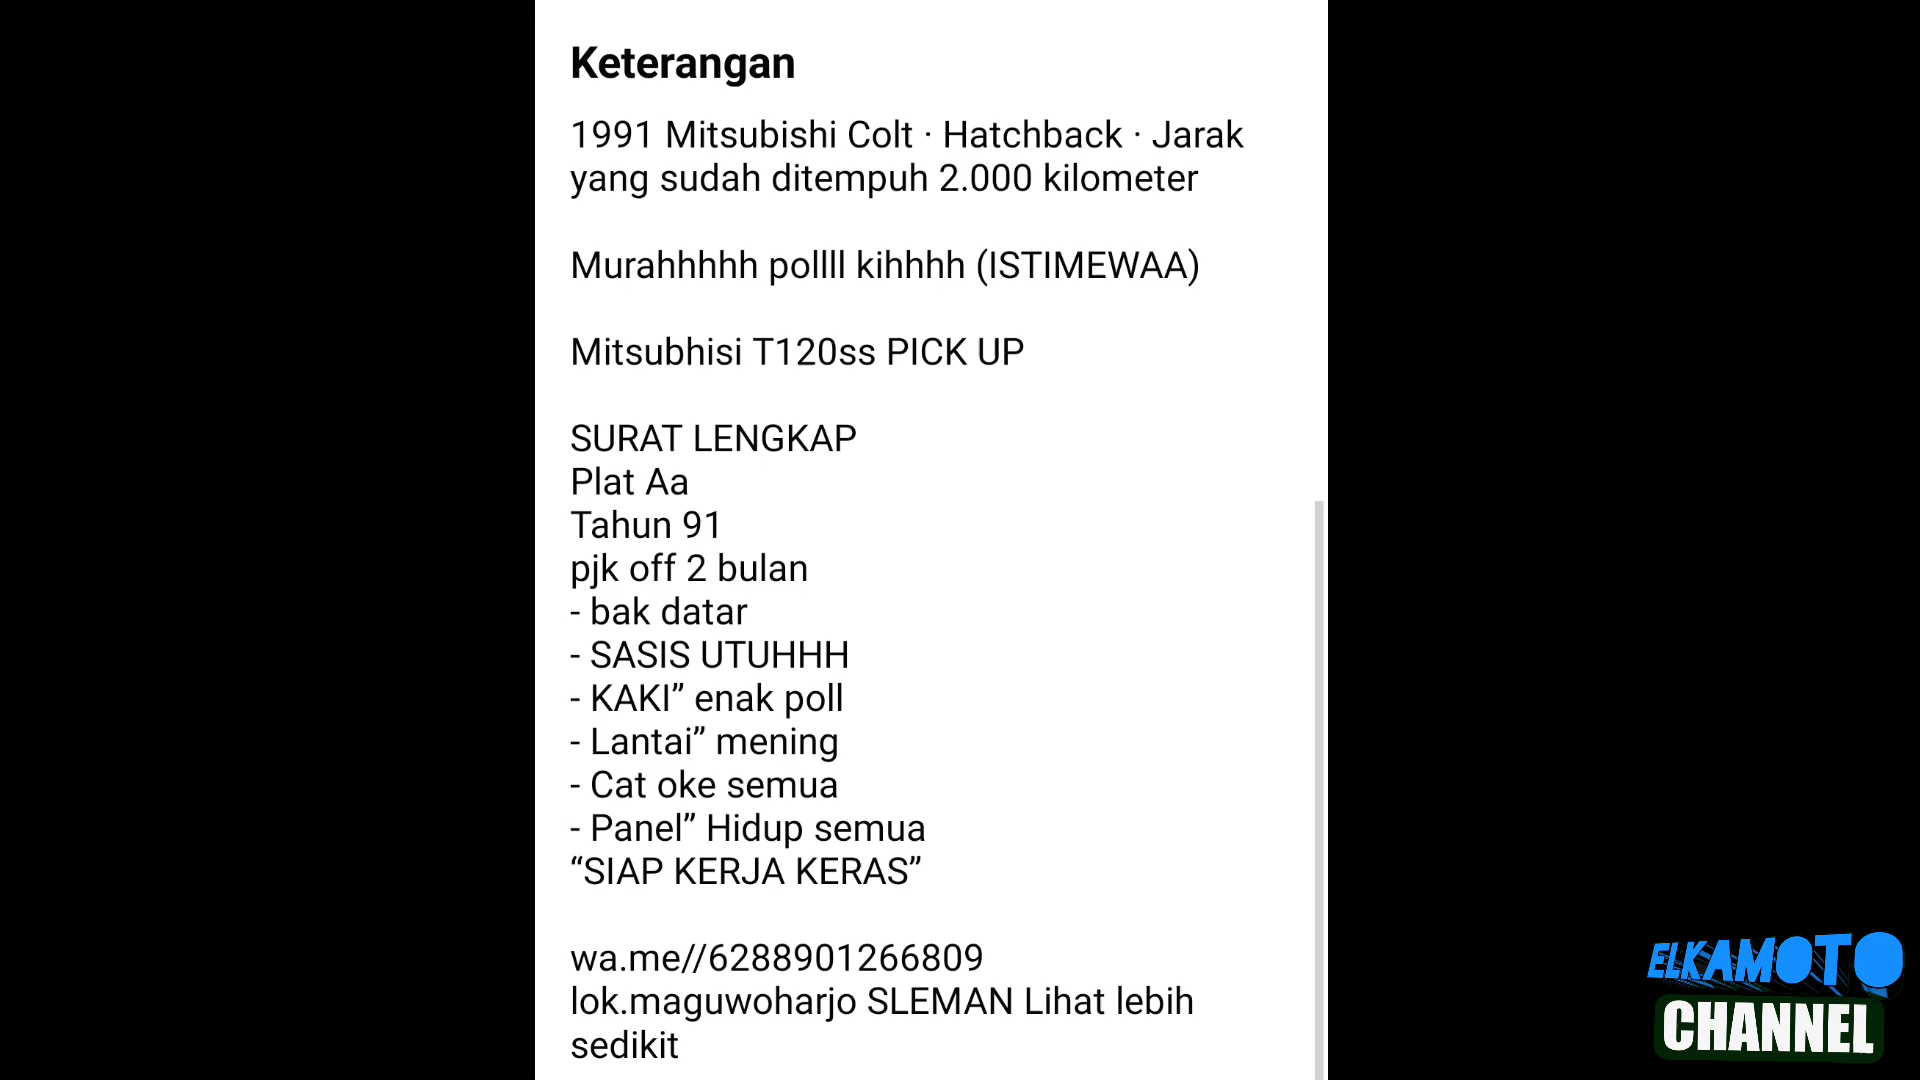 Keterangan
1991 Mitsubishi Colt · Hatchback · Jarak
yang sudah ditempuh 2.000 kilometer
Murahhhhh pollll kihhhh (ISTIMEWAA)
Mitsubhisi T120ss PICK UP
SURAT LENGKAP
Plat Aa
Tahun 91
pjk off 2 bulan
- bak datar
- SASIS UTUHHH
- KAKI” enak poll
- Lantai” mening
- Cat oke semua
- Panel” Hidup semua
“SIAP KERJA KERAS”
wa.me//6288901266809
lok.maguwoharjo SLEMAN Lihat lebih
sedikit
ELKAMOTO
CHANNEL